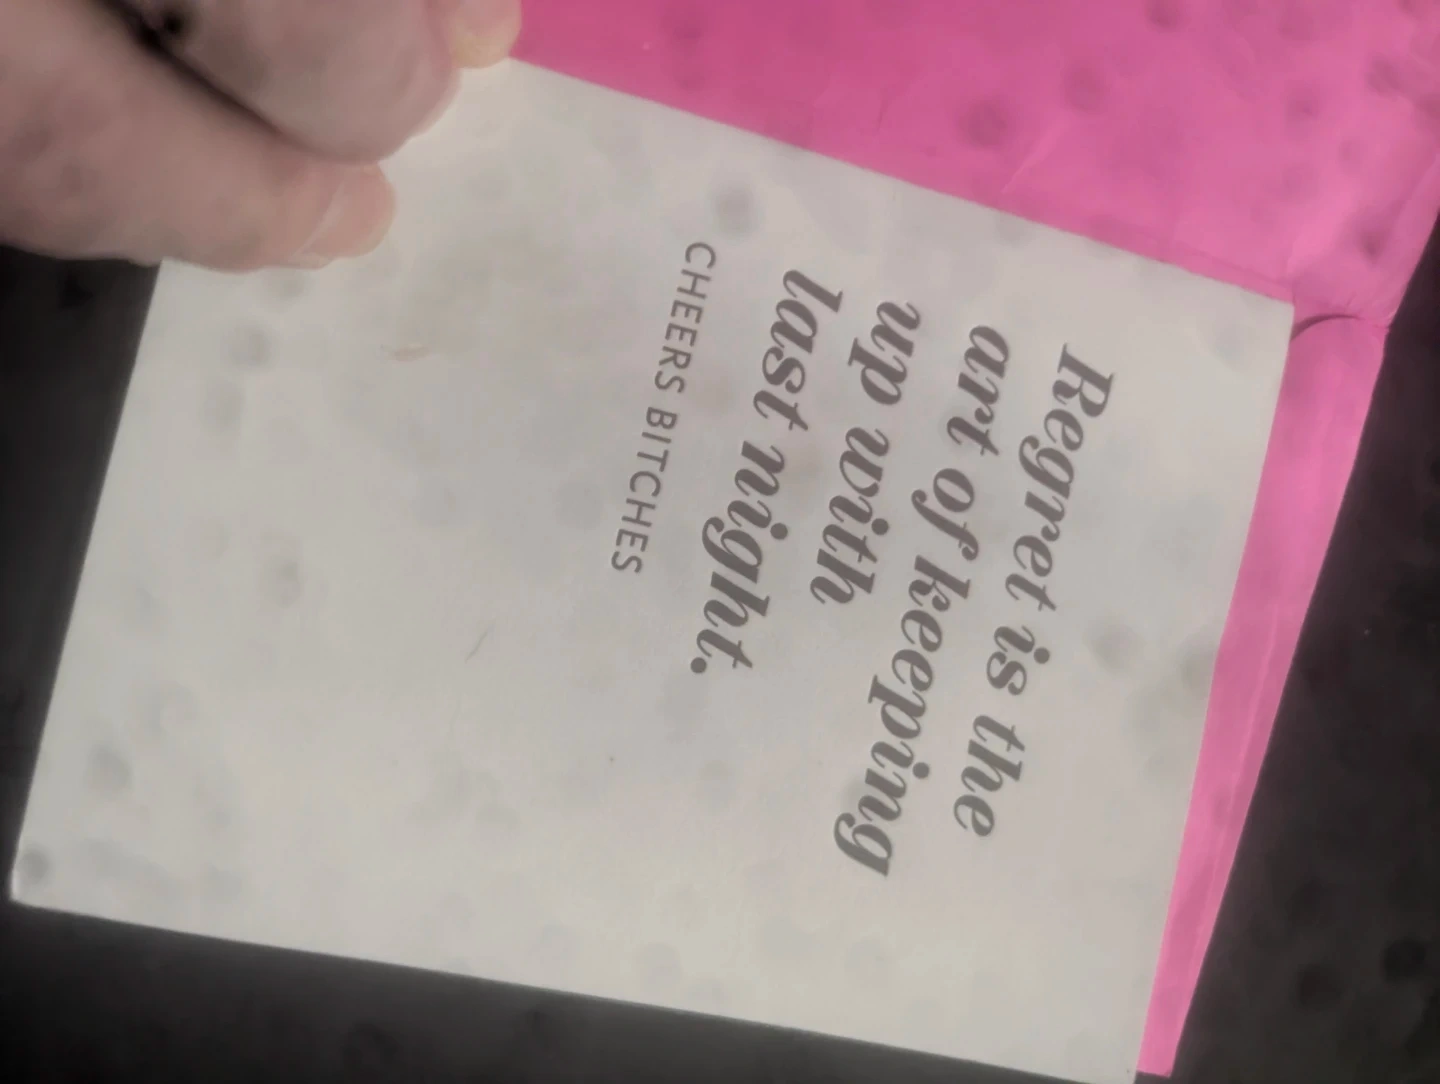 Regret is the
art of keeping
up with
last night.
CHEERS BITCHES